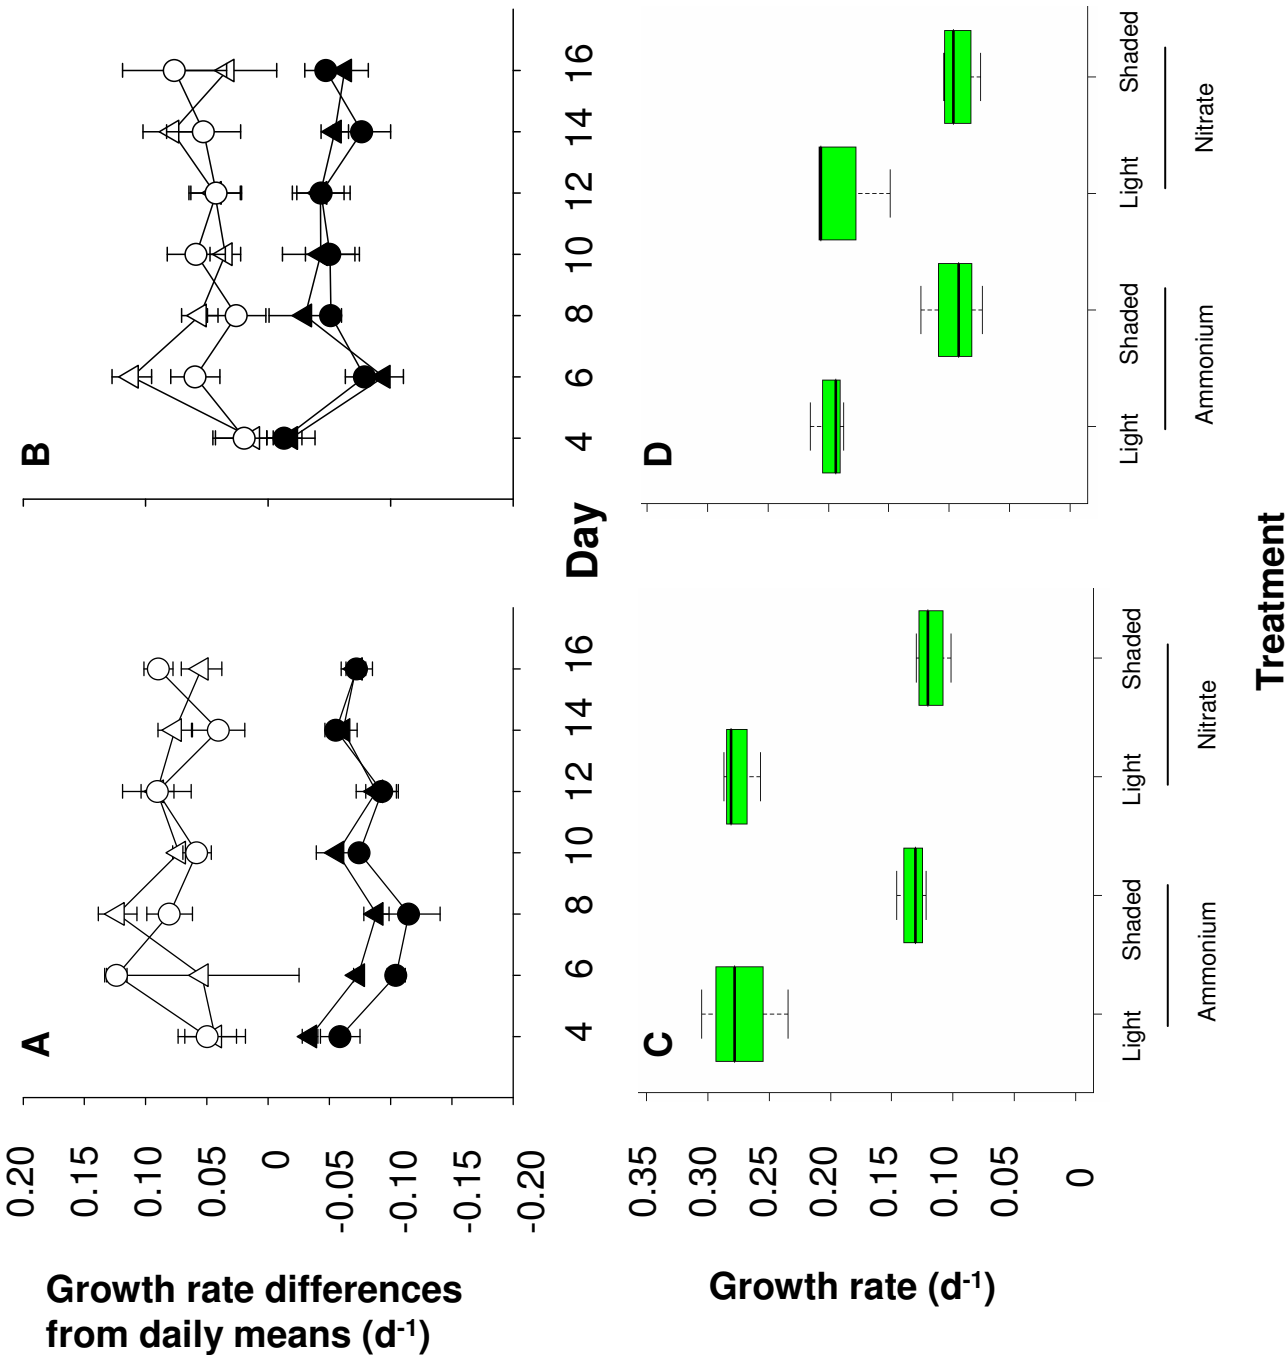 A
B
0.20
0.15
0.10
0.05
0
-0.05
-0.10
-0.15
-0.20
Growth rate differences
from daily means (d-1)
4 6 8 10 12 14 16
4 6 8 10 12 14 16
Day
C
D
0.35
0.30
0.25
0.20
0.15
0.10
0.05
0
Growth rate (d-1)
Light Shaded Light Shaded
Ammonium Nitrate
Light Shaded Light Shaded
Ammonium Nitrate
Treatment